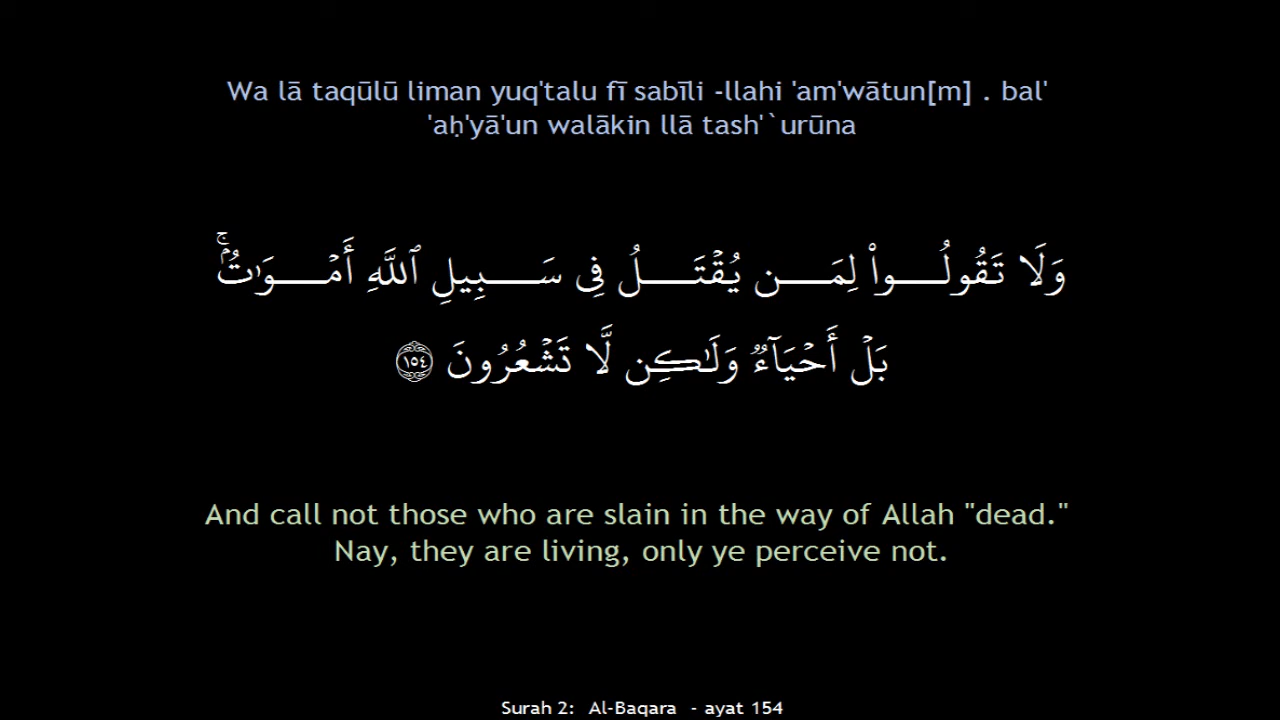 Wa lā taqūlū liman yuq'talu fī sabīli -llahi 'am'wātun[m] . bal'
'aḥ'yā'un walākin llā tash'`urūna
وَلَا تَقُولُوا۟ لِمَن يُقْتَلُ فِى سَبِيلِ ٱللَّهِ أَمْوَٰتٌۢ ۚ
بَلْ أَحْيَآءٌ وَلَـٰكِن لَّا تَشْعُرُونَ ١٥٤
And call not those who are slain in the way of Allah "dead."
Nay, they are living, only ye perceive not.
Surah 2: Al-Baqara - ayat 154